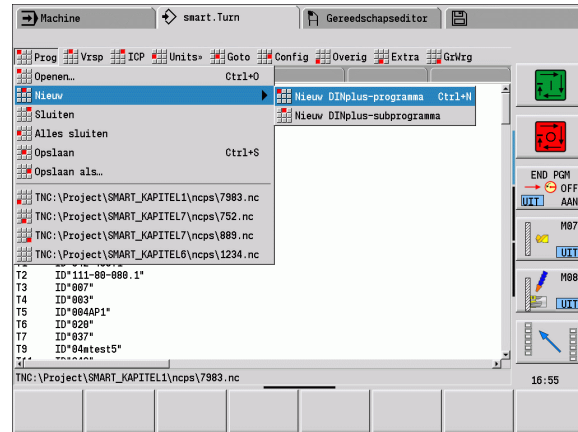 Machine
smart.Turn
Gereedschapseditor
Prog Vrsp ICP Units» Goto Config Overig Extra GrWrg
Openen… Ctrl+O
Nieuw
Nieuw DINplus-programma Ctrl+N
Nieuw DINplus-subprogramma
Sluiten
Alles sluiten
Opslaan Ctrl+S
Opslaan als…
TNC:\Project\SMART_KAPITEL1\ncps\7983.nc
TNC:\Project\SMART_KAPITEL7\ncps\752.nc
TNC:\Project\SMART_KAPITEL7\ncps\889.nc
TNC:\Project\SMART_KAPITEL6\ncps\1234.nc
T2 ID"111-80-080.1"
T3 ID"007"
T4 ID"003"
T5 ID"004AP1"
T6 ID"020"
T7 ID"037"
T9 ID"04mtest5"
TNC:\Project\SMART_KAPITEL1\ncps\7983.nc
END PGM
OFF
UIT AAN
M07
UIT
M08
UIT
16:55